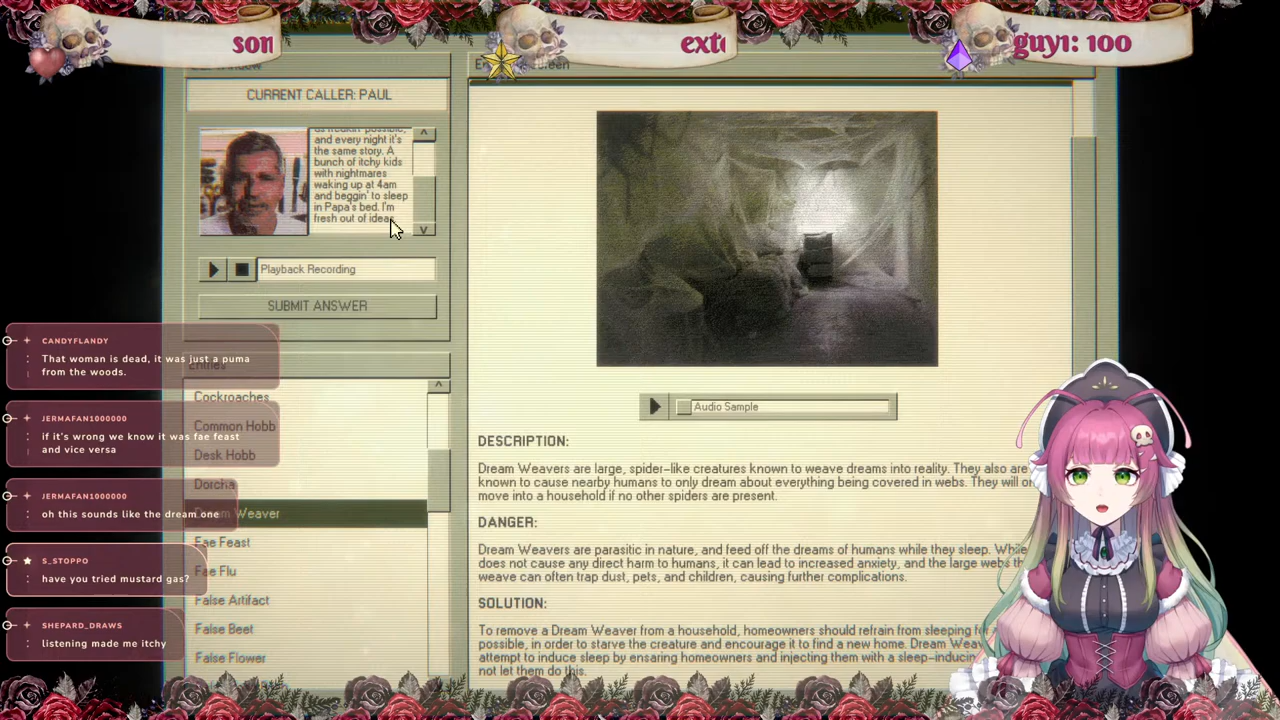 son
exte
guy1: 100
CURRENT CALLER: PAUL
as freakin' possible,
and every night it's
the same story. A
bunch of itchy kids
with nightmares
waking up at 4am
and beggin' to sleep
in Papa's bed. I'm
fresh out of ideas.
Playback Recording
SUBMIT ANSWER
Entries
Cockroaches
Common Hobb
Desk Hobb
Dorcha
Dream Weaver
Fae Feast
Fae Flu
False Artifact
False Beet
False Flower
Audio Sample
DESCRIPTION:
Dream Weavers are large, spider-like creatures known to weave dreams into reality. They also are
known to cause nearby humans to only dream about everything being covered in webs. They will
move into a household if no other spiders are present.
DANGER:
Dream Weavers are parasitic in nature, and feed off the dreams of humans while they sleep. While
does not cause any direct harm to humans, it can lead to increased anxiety, and the large webs
weave can often trap dust, pets, and children, causing further complications.
SOLUTION:
To remove a Dream Weaver from a household, homeowners should refrain from sleeping for
possible, in order to starve the creature and encourage it to find a new home. Dream
attempt to induce sleep by ensnaring homeowners and injecting them with a
not let them do this.
CANDYFLANDY
That woman is dead, it was just a puma
from the woods.
JERMAFAN1000000
if it's wrong we know it was fae feast
and vice versa
JERMAFAN1000000
oh this sounds like the dream one
S_STOPPO
have you tried mustard gas?
SHEPARD_DRAWS
listening made me itchy